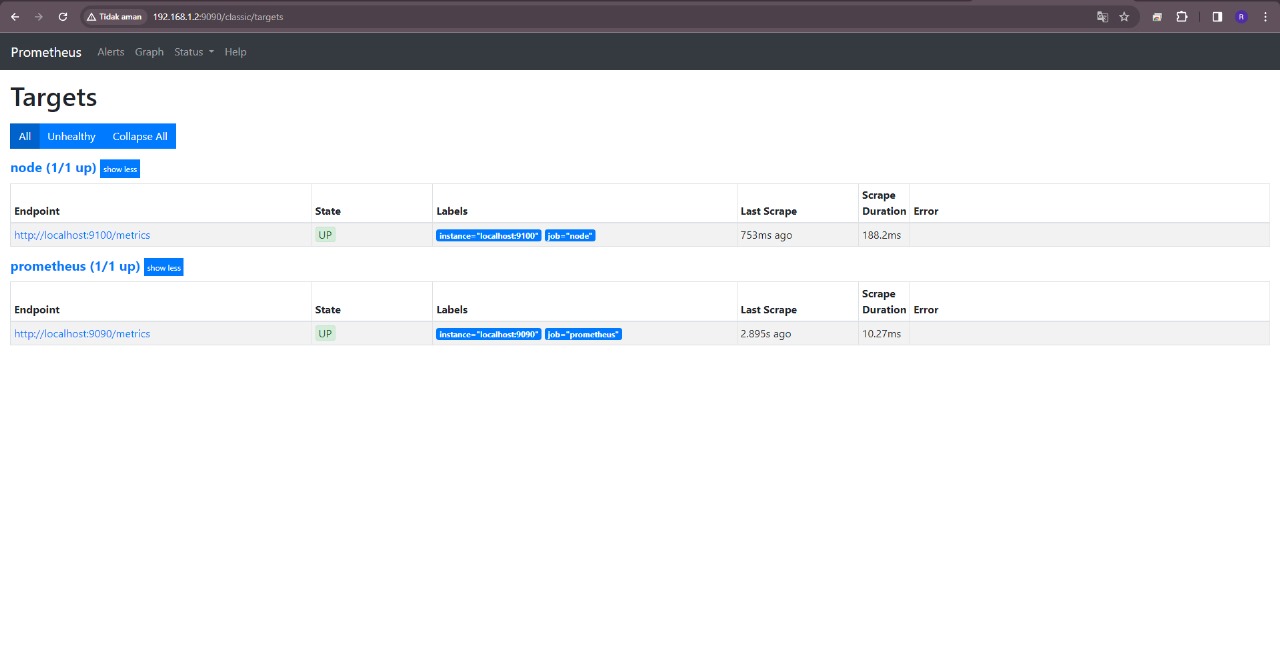 Tidak aman 192.168.1.2:9090/classic/targets R
Prometheus Alerts Graph Status Help
Targets
All Unhealthy Collapse All
node (1/1 up) show less
Endpoint State Labels Last Scrape Scrape Duration Error
http://localhost:9100/metrics UP instance="localhost:9100" job="node" 753ms ago 188.2ms
prometheus (1/1 up) show less
Endpoint State Labels Last Scrape Scrape Duration Error
http://localhost:9090/metrics UP instance="localhost:9090" job="prometheus" 2.895s ago 10.27ms